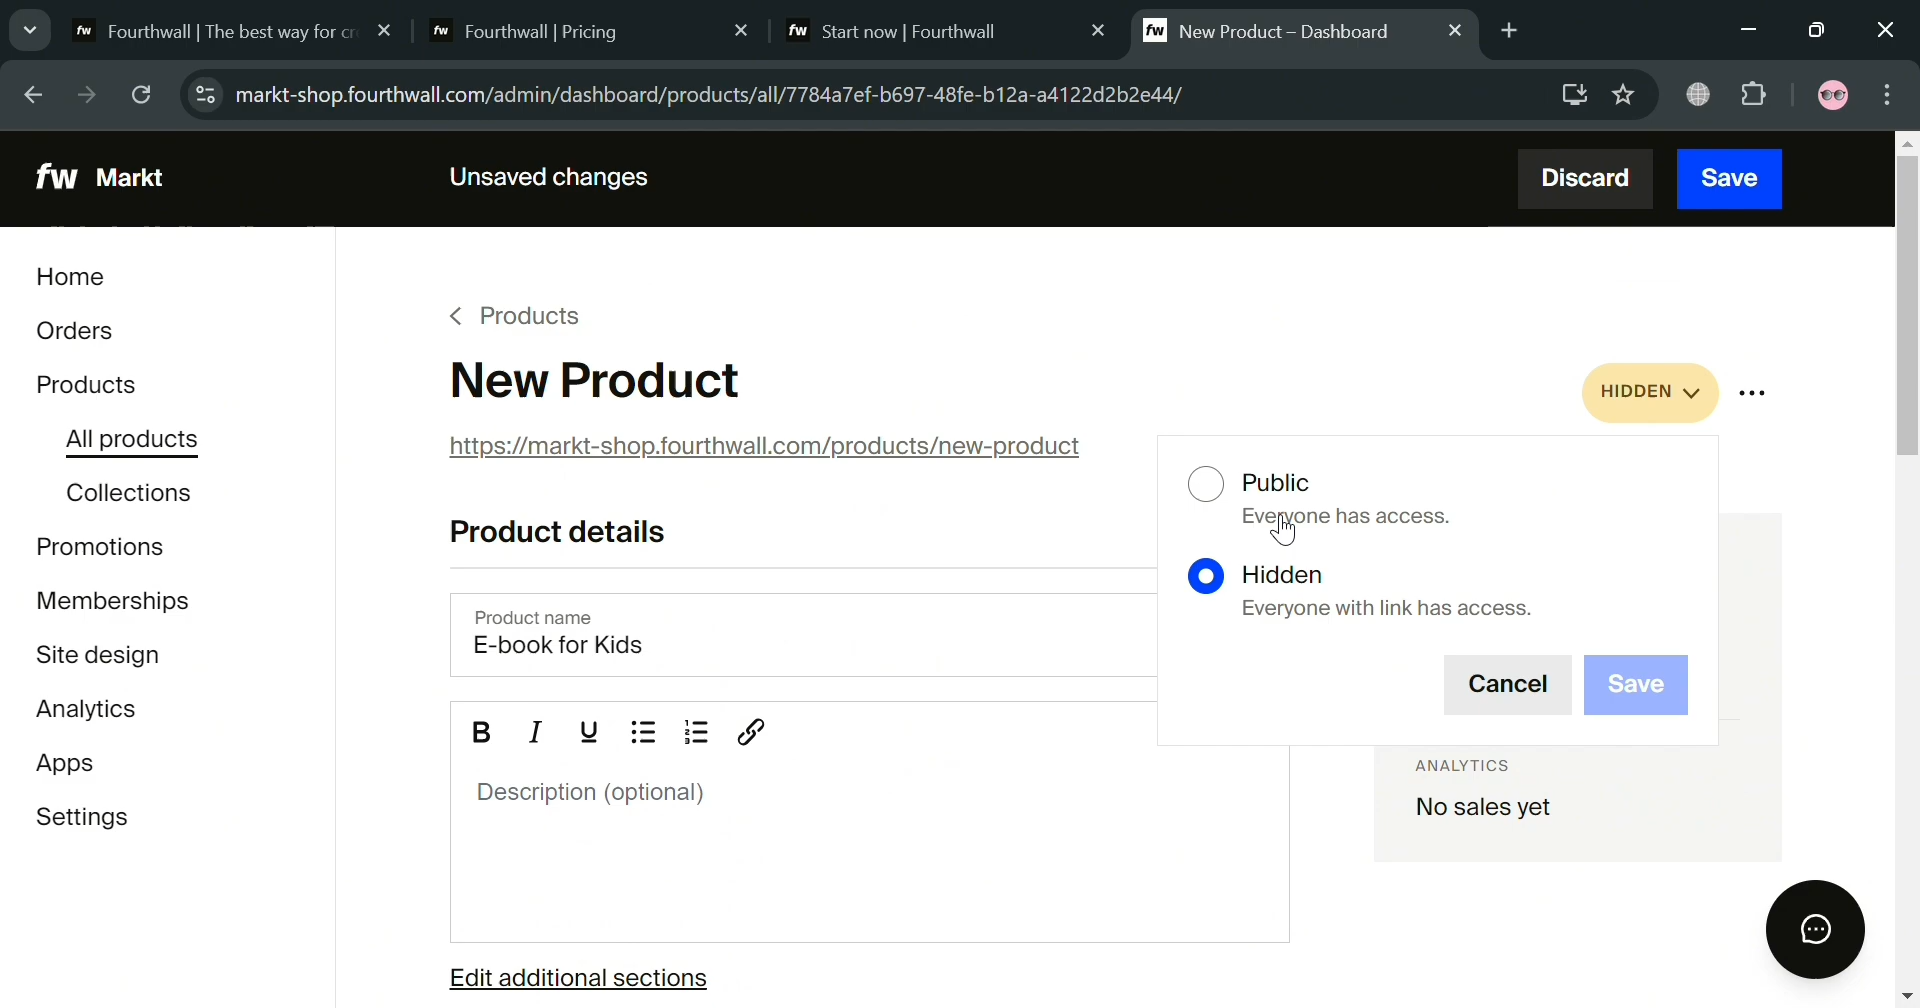 fw Fourthwall | The best way for cr
fw Fourthwall | Pricing
fw Start now | Fourthwall
fw New Product – Dashboard
markt-shop.fourthwall.com/admin/dashboard/products/all/7784a7ef-b697-48fe-b12a-a4122d2b2e44/
fw Markt
Unsaved changes
Discard
Save
Home
Orders
Products
All products
Collections
Promotions
Memberships
Site design
Analytics
Apps
Settings
Products
New Product
HIDDEN
https://markt-shop.fourthwall.com/products/new-product
Public
Everyone has access.
Hidden
Everyone with link has access.
Cancel
Save
Product details
Product name
E-book for Kids
B I U
Description (optional)
Edit additional sections
ANALYTICS
No sales yet